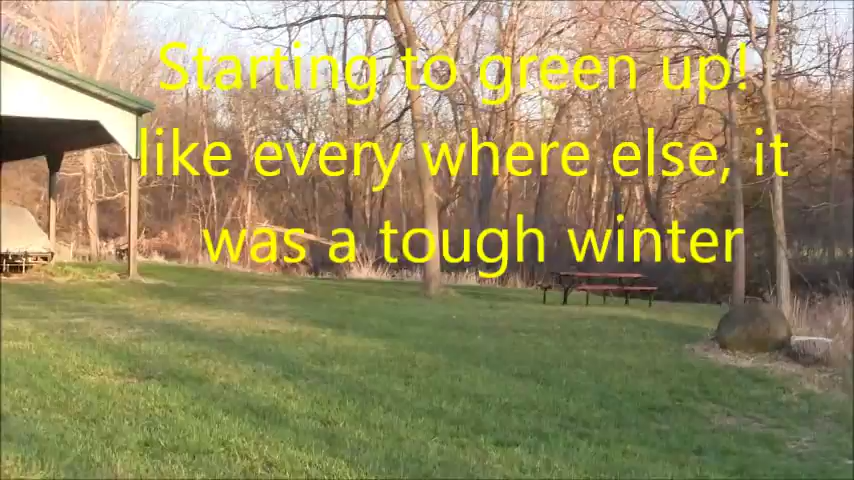 Starting to green up!
like every where else, it
was a tough winter